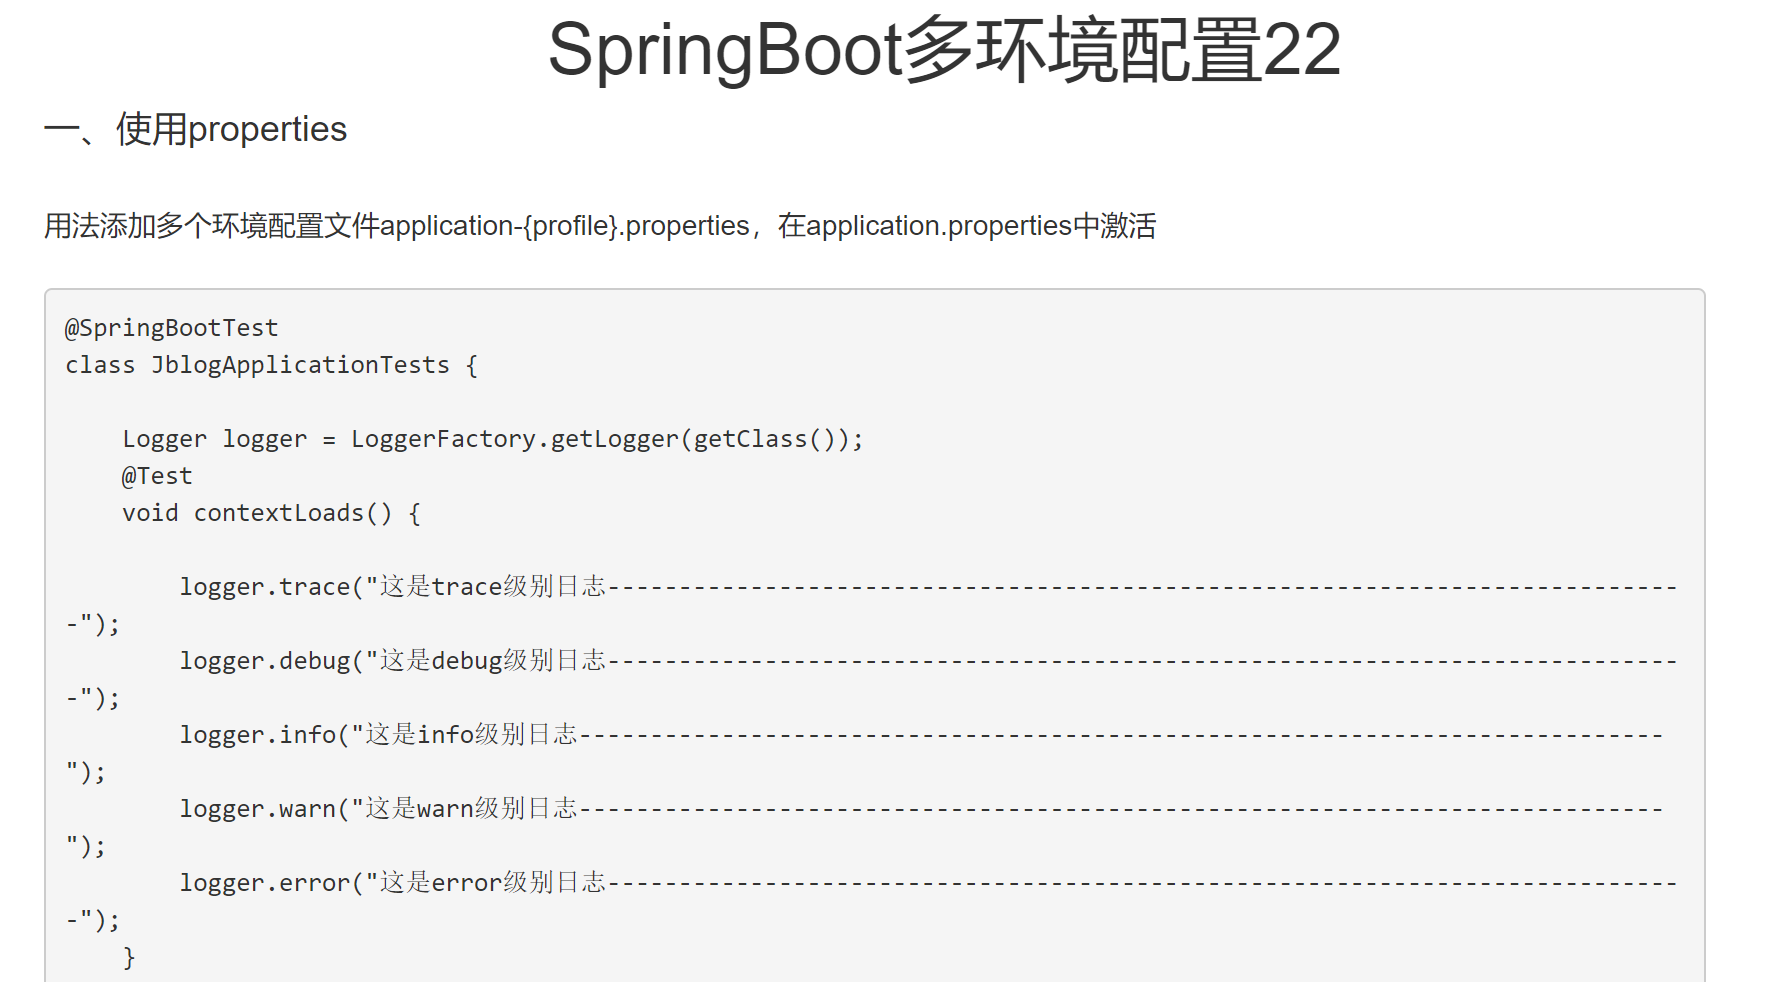 SpringBoot多环境配置22
一、使用properties
用法添加多个环境配置文件application-{profile}.properties，在application.properties中激活
@SpringBootTest
class JblogApplicationTests {
    Logger logger = LoggerFactory.getLogger(getClass());
    @Test
    void contextLoads() {
        logger.trace("这是trace级别日志---------------------------------------------------------------------------
-");
        logger.debug("这是debug级别日志---------------------------------------------------------------------------
-");
        logger.info("这是info级别日志----------------------------------------------------------------------------
");
        logger.warn("这是warn级别日志----------------------------------------------------------------------------
");
        logger.error("这是error级别日志---------------------------------------------------------------------------
-");
    }